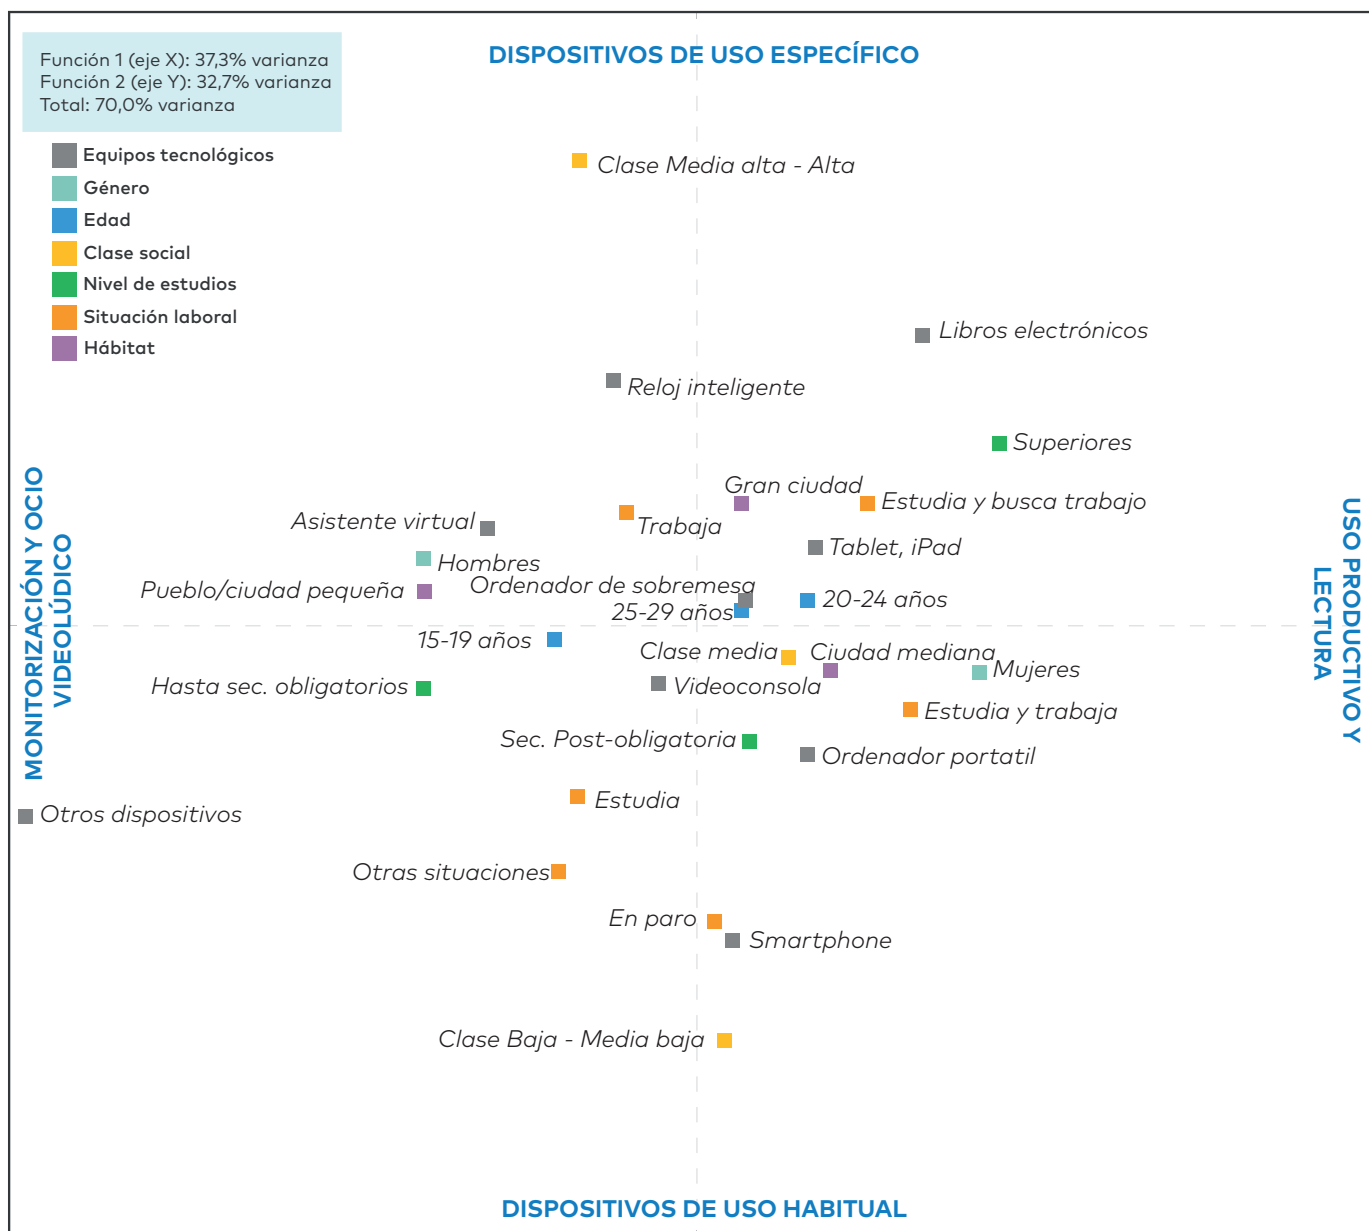 Función 1 (eje X): 37,3% varianza
Función 2 (eje Y): 32,7% varianza
Total: 70,0% varianza
DISPOSITIVOS DE USO ESPECÍFICO
Equipos tecnológicos
Género
Edad
Clase social
Nivel de estudios
Situación laboral
Hábitat
Clase Media alta - Alta
Libros electrónicos
Reloj inteligente
Superiores
Gran ciudad
Estudia y busca trabajo
Asistente virtual
Trabaja
Tablet, iPad
Hombres
Pueblo/ciudad pequeña
Ordenador de sobremesa
25-29 años
20-24 años
15-19 años
Clase media
Ciudad mediana
Mujeres
Hasta sec. obligatorios
Videoconsola
Estudia y trabaja
Sec. Post-obligatoria
Ordenador portatil
Estudia
Otros dispositivos
Otras situaciones
En paro
Smartphone
Clase Baja - Media baja
MONITORIZACIÓN Y OCIO
VIDEOLÚDICO
USO PRODUCTIVO Y
LECTURA
DISPOSITIVOS DE USO HABITUAL